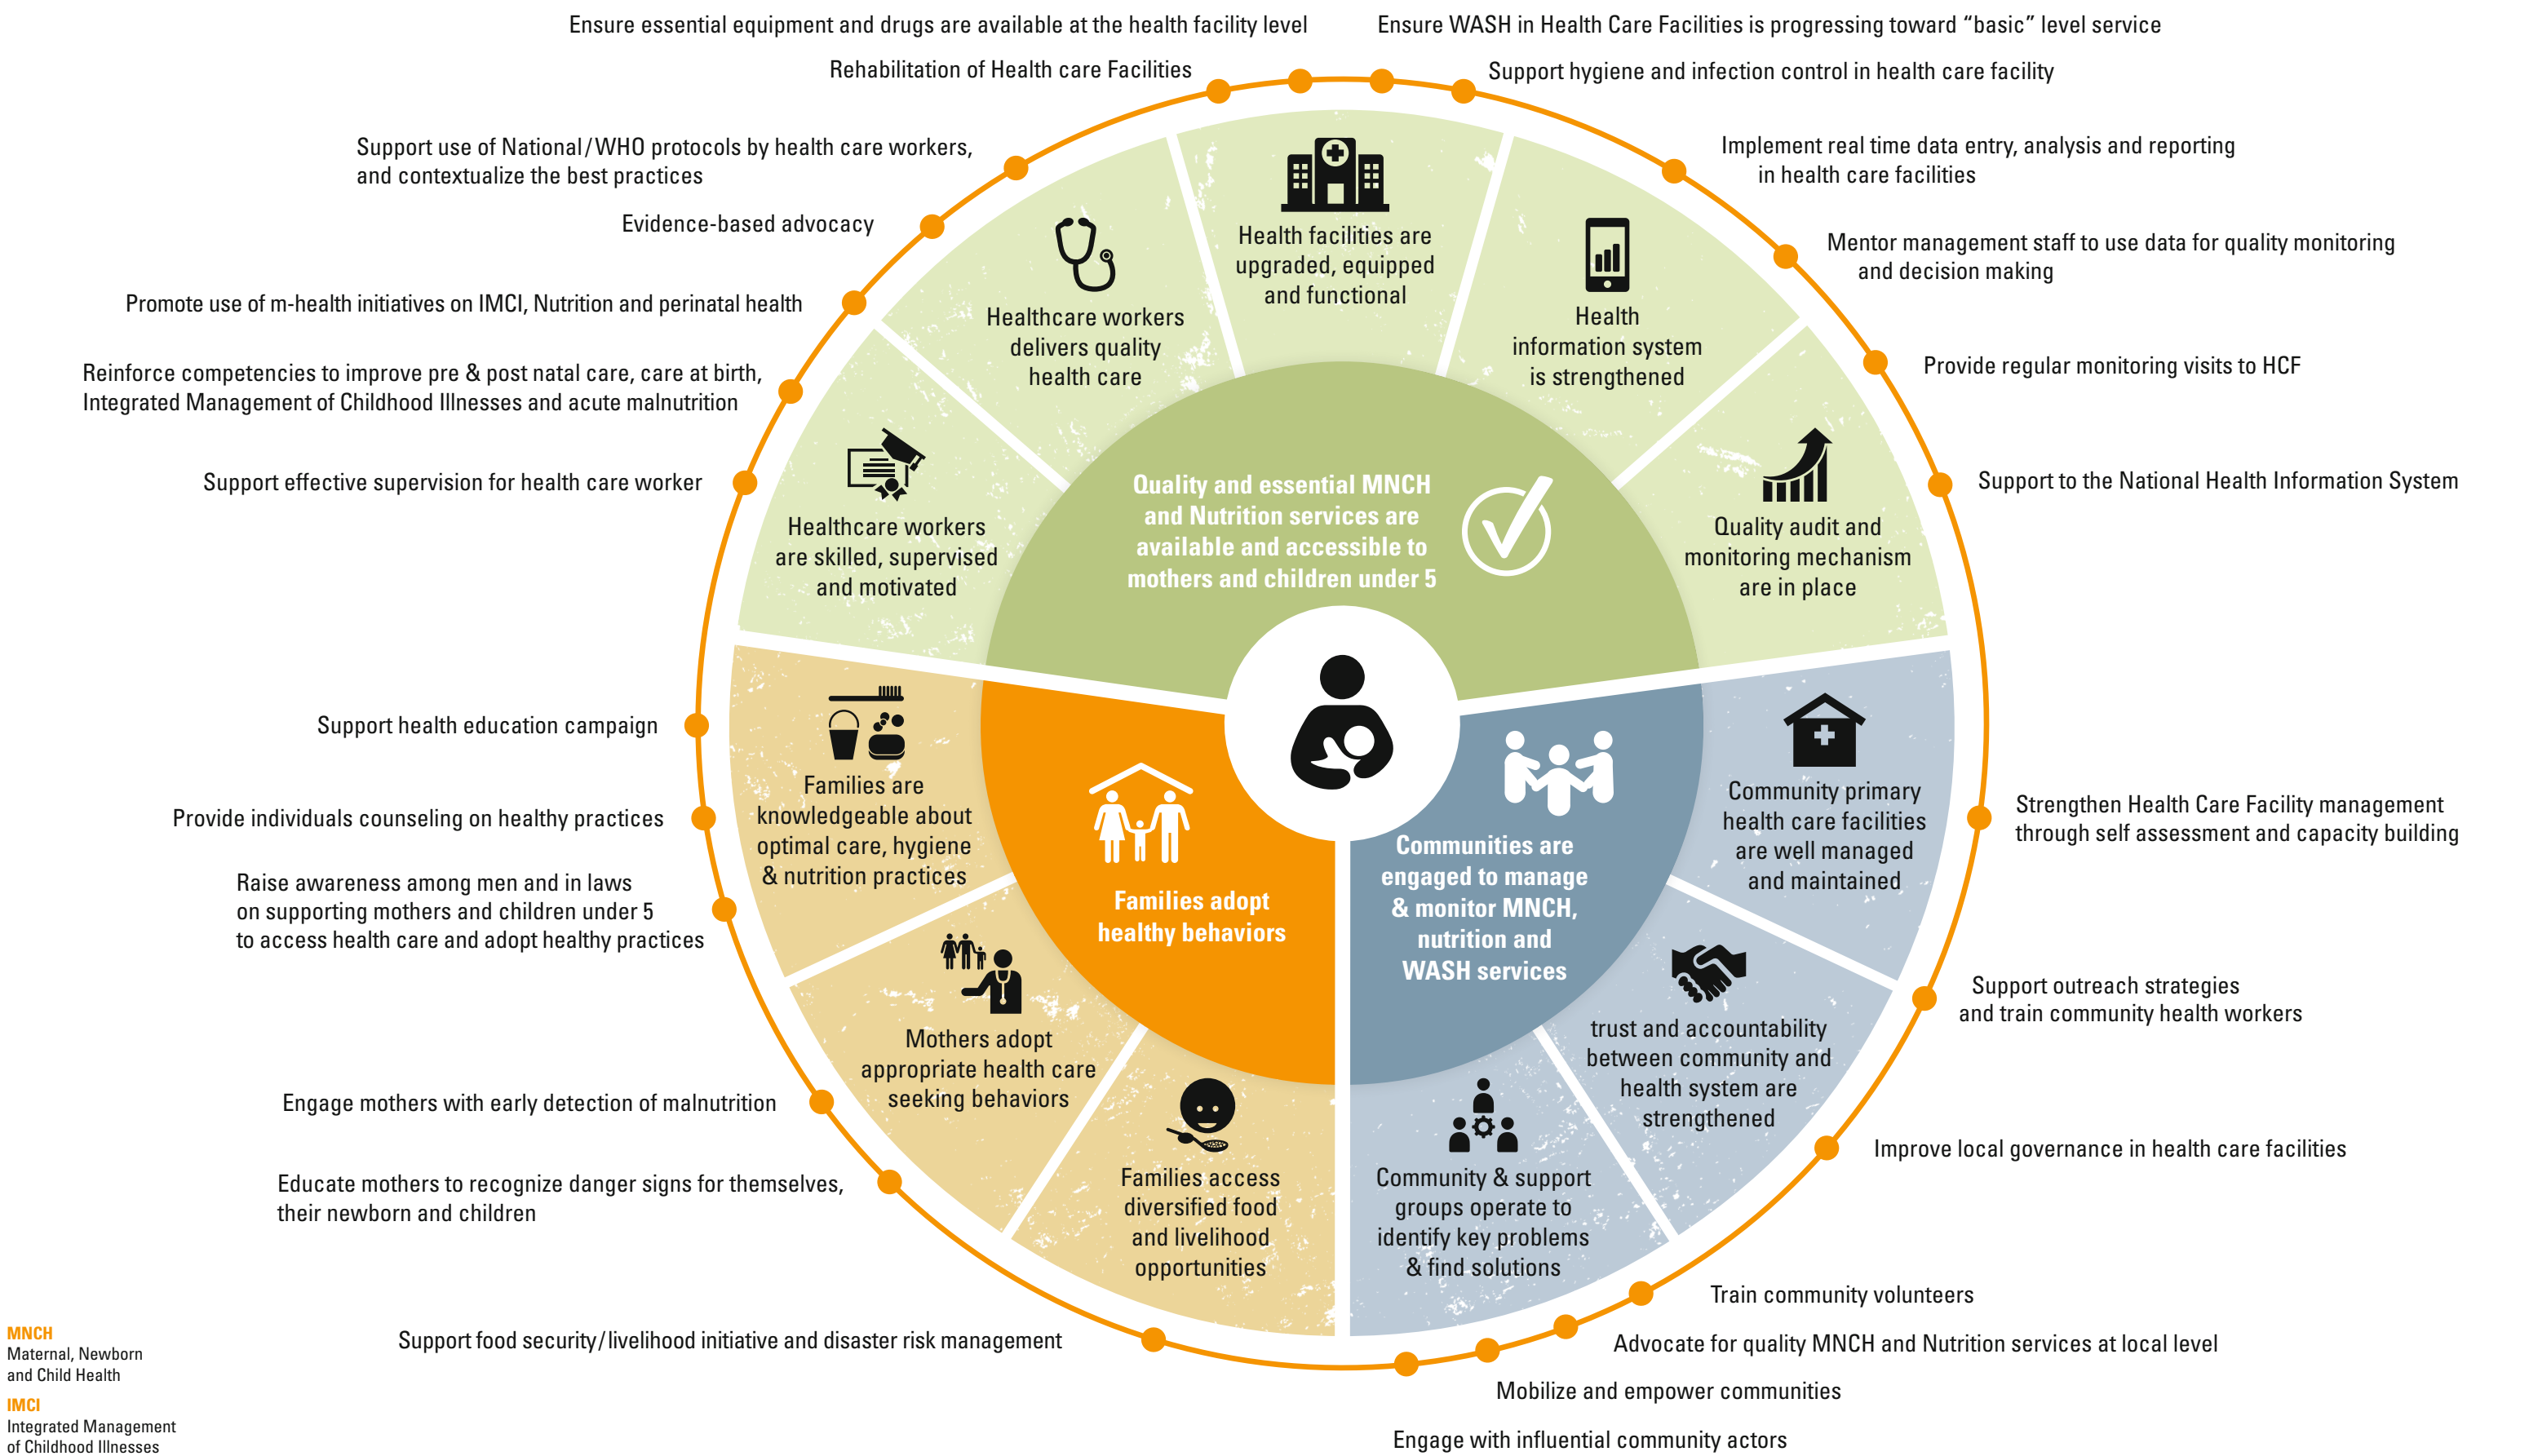 Ensure essential equipment and drugs are available at the health facility level
Ensure WASH in Health Care Facilities is progressing toward “basic” level service
Rehabilitation of Health care Facilities
Support hygiene and infection control in health care facility
Support use of National/WHO protocols by health care workers,
and contextualize the best practices
Implement real time data entry, analysis and reporting
in health care facilities
Evidence-based advocacy
Mentor management staff to use data for quality monitoring
and decision making
Promote use of m-health initiatives on IMCI, Nutrition and perinatal health
Provide regular monitoring visits to HCF
Reinforce competencies to improve pre & post natal care, care at birth,
Integrated Management of Childhood Illnesses and acute malnutrition
Support effective supervision for health care worker
Support to the National Health Information System
Health facilities are
upgraded, equipped
and functional
Healthcare workers
delivers quality
health care
Health
information system
is strengthened
Healthcare workers
are skilled, supervised
and motivated
Quality audit and
monitoring mechanism
are in place
Quality and essential MNCH
and Nutrition services are
available and accessible to
mothers and children under 5
Support health education campaign
Provide individuals counseling on healthy practices
Raise awareness among men and in laws
on supporting mothers and children under 5
to access health care and adopt healthy practices
Families are
knowledgeable about
optimal care, hygiene
& nutrition practices
Families adopt
healthy behaviors
Communities are
engaged to manage
& monitor MNCH,
nutrition and
WASH services
Community primary
health care facilities
are well managed
and maintained
Strengthen Health Care Facility management
through self assessment and capacity building
Support outreach strategies
and train community health workers
Mothers adopt
appropriate health care
seeking behaviors
trust and accountability
between community and
health system are
strengthened
Engage mothers with early detection of malnutrition
Improve local governance in health care facilities
Educate mothers to recognize danger signs for themselves,
their newborn and children
Families access
diversified food
and livelihood
opportunities
Community & support
groups operate to
identify key problems
& find solutions
Train community volunteers
Support food security/livelihood initiative and disaster risk management
Advocate for quality MNCH and Nutrition services at local level
Mobilize and empower communities
Engage with influential community actors
MNCH
Maternal, Newborn
and Child Health
IMCI
Integrated Management
of Childhood Illnesses